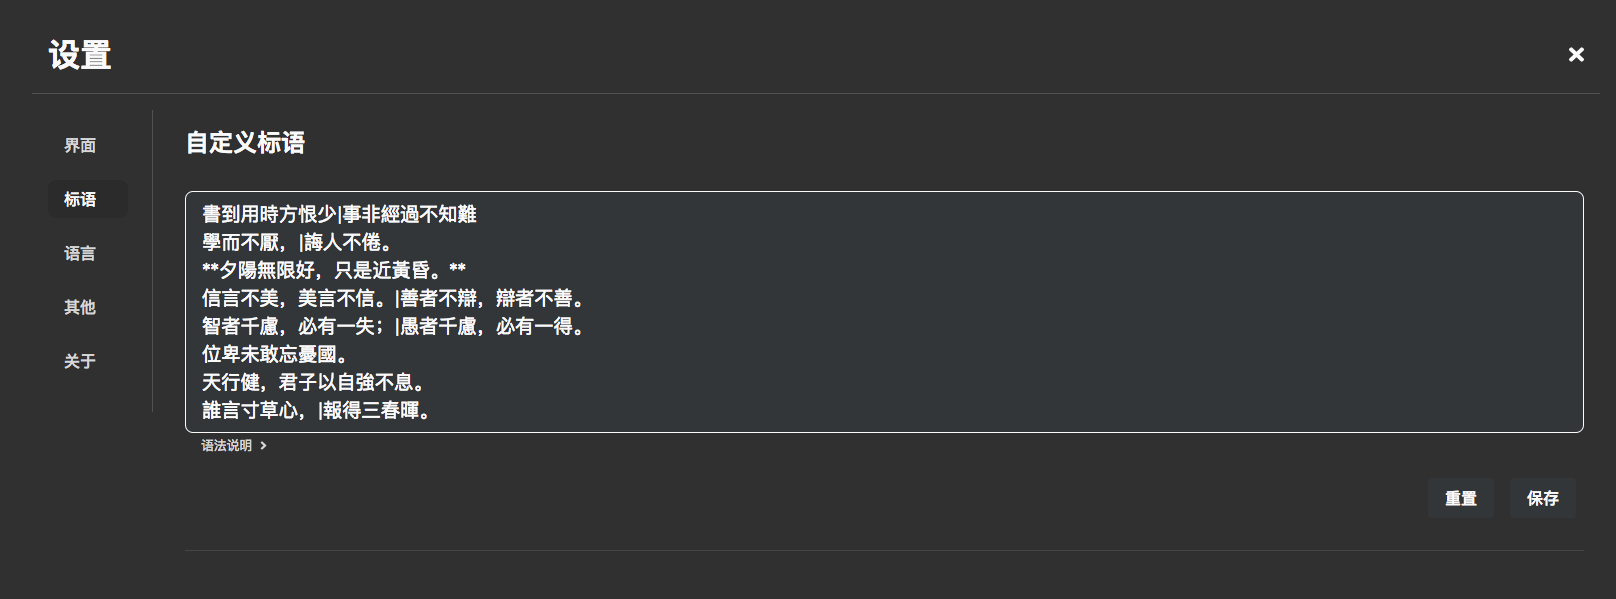 设置
界面
标语
语言
其他
关于
自定义标语
書到用時方恨少|事非經過不知難
學而不厭，|誨人不倦。
**夕陽無限好，只是近黃昏。**
信言不美，美言不信。|善者不辯，辯者不善。
智者千慮，必有一失；|愚者千慮，必有一得。
位卑未敢忘憂國。
天行健，君子以自強不息。
誰言寸草心，|報得三春暉。
语法说明
重置
保存